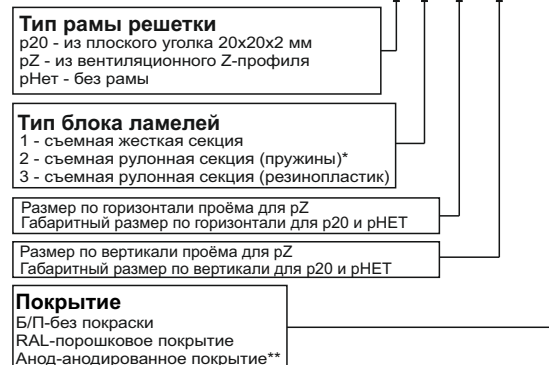 Тип рамы решетки
p20 - из плоского уголка 20х20х2 мм
pZ - из вентиляционного Z-профиля
рНет - без рамы
Тип блока ламелей
1 - съемная жесткая секция
2 - съемная рулонная секция (пружины)*
3 - съемная рулонная секция (резинопластик)
Размер по горизонтали проёма для pZ
Габаритный размер по горизонтали для р20 и рНЕТ
Размер по вертикали проёма для pZ
Габаритный размер по вертикали для р20 и рНЕТ
Покрытие
Б/П-без покраски
RAL-порошковое покрытие
Анод-анодированное покрытие**